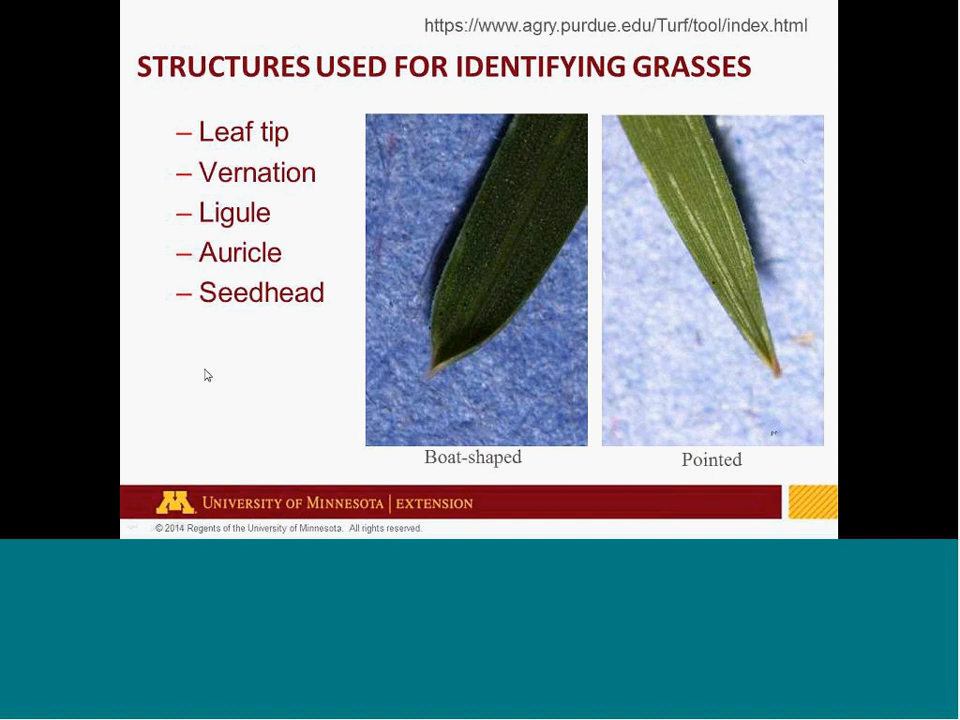 https://www.agry.purdue.edu/Turf/tool/index.html
STRUCTURES USED FOR IDENTIFYING GRASSES
– Leaf tip
– Vernation
– Ligule
– Auricle
– Seedhead
Boat-shaped
Pointed
M UNIVERSITY OF MINNESOTA | EXTENSION
© 2014 Regents of the University of Minnesota. All rights reserved.